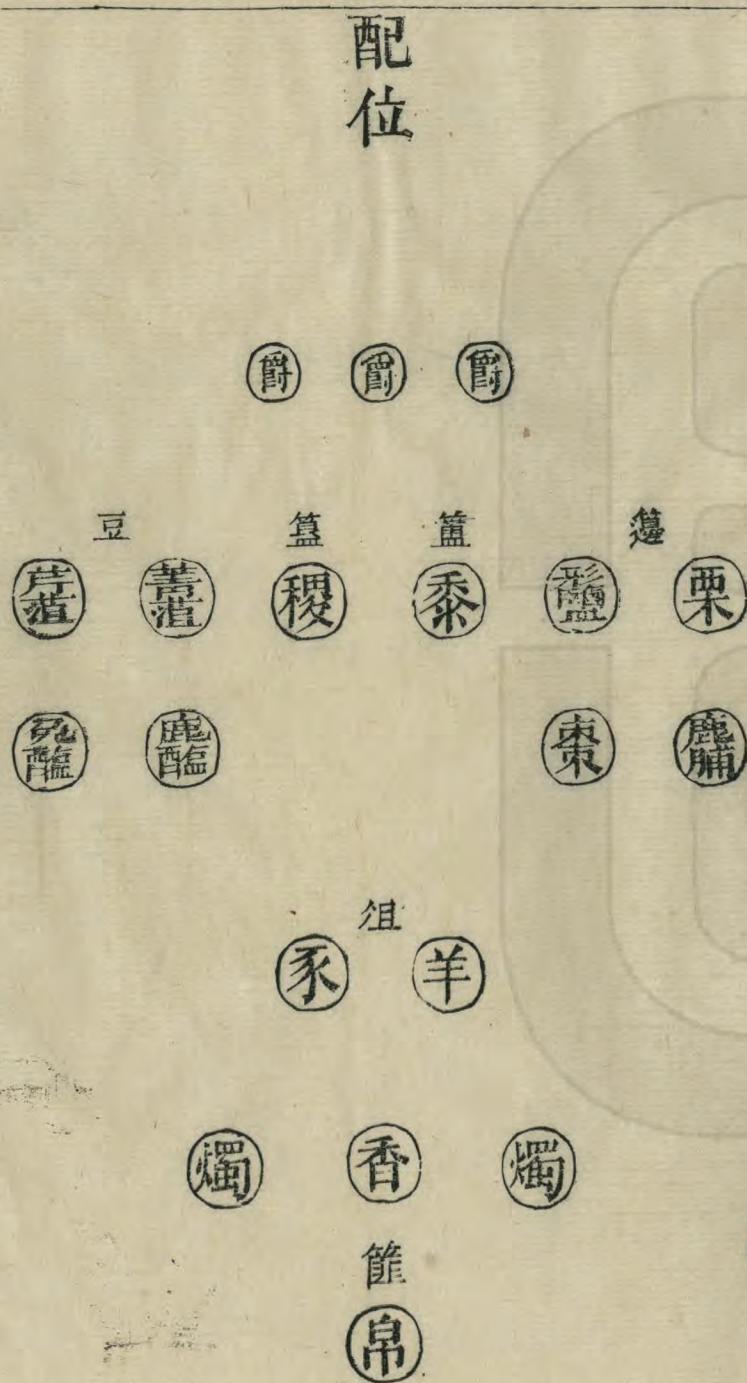 配位
爵 爵 爵
籩 簠 簋 豆
栗 形鹽 黍 稷 菁菹 芹菹
鹿脯 棗 鹿醢 兔醢
俎
羊 豕
燭 香 燭
篚
帛